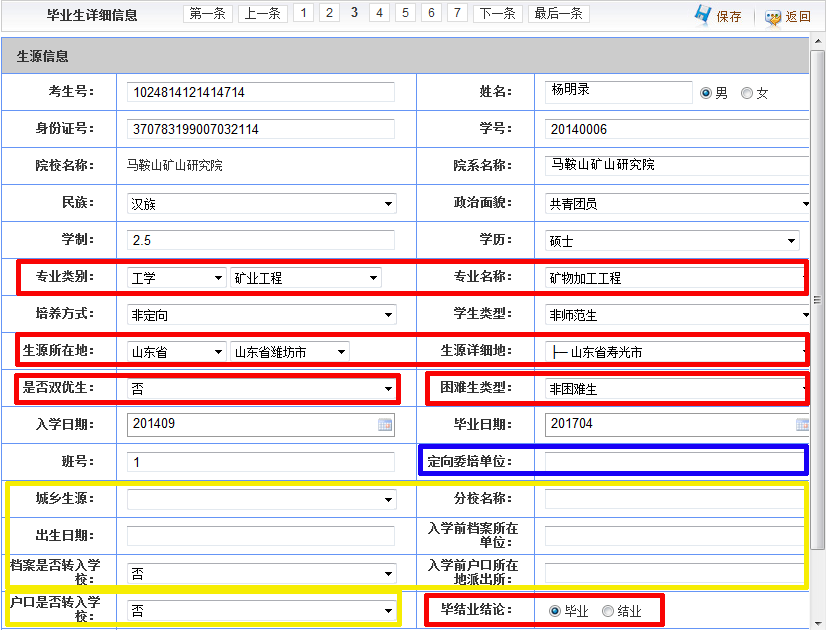 毕业生详细信息 第一条 上一条 1 2 3 4 5 6 7 下一条 最后一条 保存 返回
生源信息
考生号： 1024814121414714 姓名： 杨明录 男 女
身份证号： 370783199007032114 学号： 20140006
院校名称： 马鞍山矿山研究院 院系名称： 马鞍山矿山研究院
民族： 汉族 政治面貌： 共青团员
学制： 2.5 学历： 硕士
专业类别： 工学 矿业工程 专业名称： 矿物加工工程
培养方式： 非定向 学生类型： 非师范生
生源所在地： 山东省 山东省潍坊市 生源详细地： ├─山东省寿光市
是否双优生： 否 困难生类型： 非困难生
入学日期： 201409 毕业日期： 201704
班号： 1 定向委培单位：
城乡生源： 分校名称：
出生日期： 入学前档案所在
单位：
档案是否转入学
校： 否 入学前户口所在
地派出所：
户口是否转入学
校： 否 毕结业结论： 毕业 结业